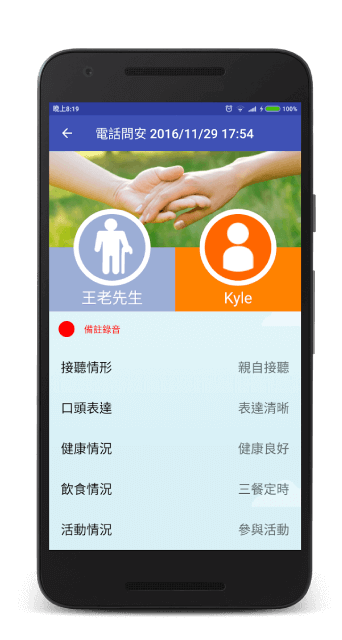 晚上8:19
100%
電話問安 2016/11/29 17:54
王老先生
Kyle
備註錄音
接聽情形 親自接聽
口頭表達 表達清晰
健康情況 健康良好
飲食情況 三餐定時
活動情況 參與活動